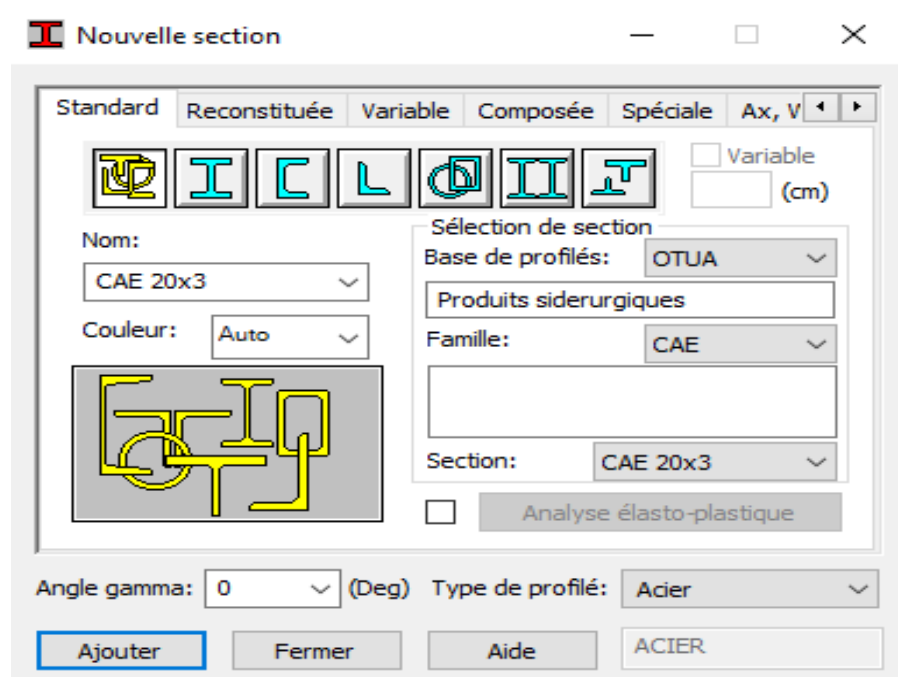 Nouvelle section
Standard Reconstituée Variable Composée Spéciale Ax, V
Variable
(cm)
Nom:
CAE 20x3
Couleur: Auto
Sélection de section
Base de profilés: OTUA
Produits siderurgiques
Famille: CAE
Section: CAE 20x3
Analyse élasto-plastique
Angle gamma: 0 (Deg) Type de profilé: Acier
Ajouter Fermer Aide ACIER